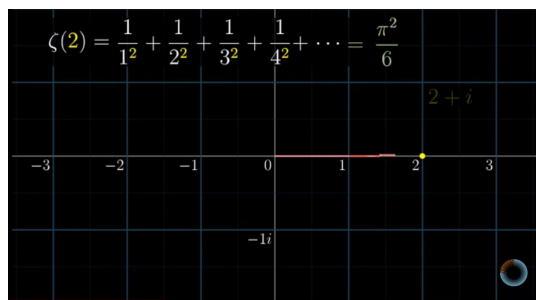 ζ(2) = 1/1² + 1/2² + 1/3² + 1/4² + ⋯ = π²/6
2 + i
−3 −2 −1 0 1 2 3
−1i